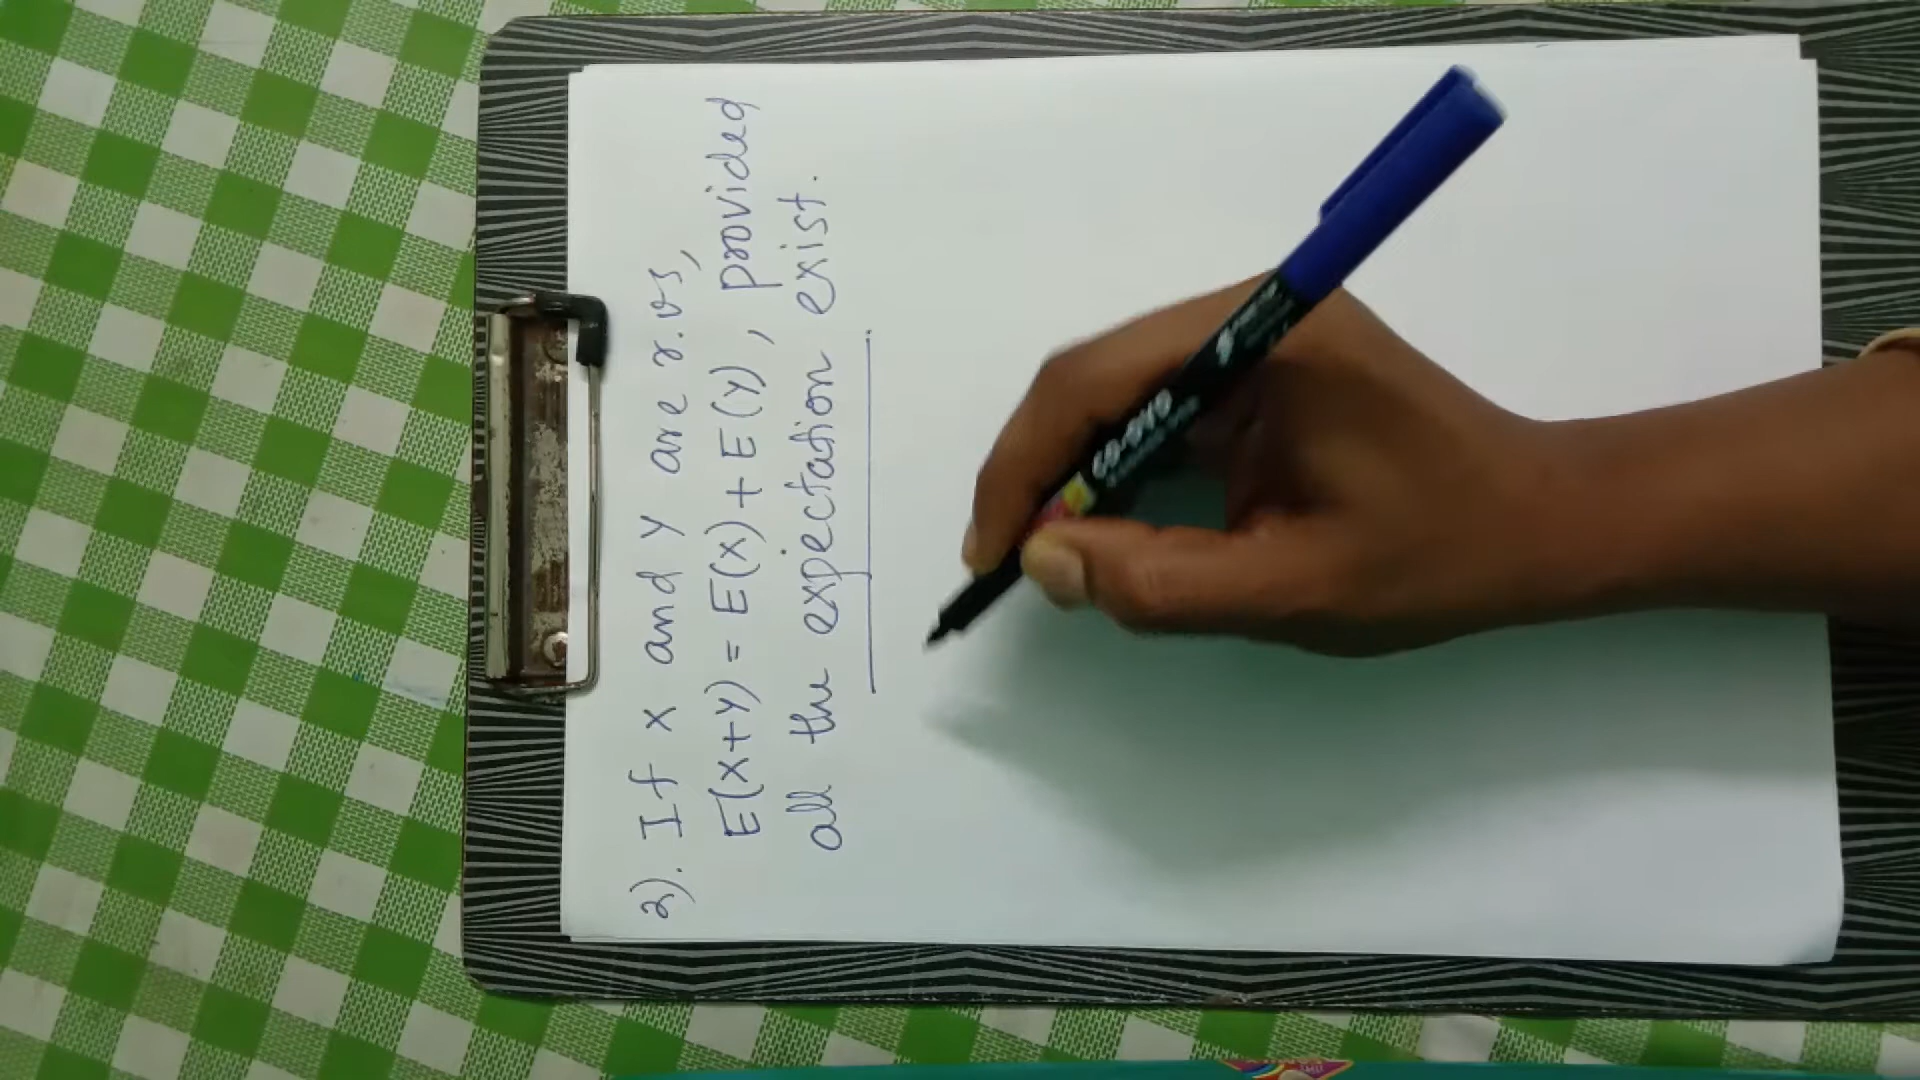 2). If X and Y are r.vs,
E(X+Y) = E(X) + E(Y), provided
all the expectation exist.